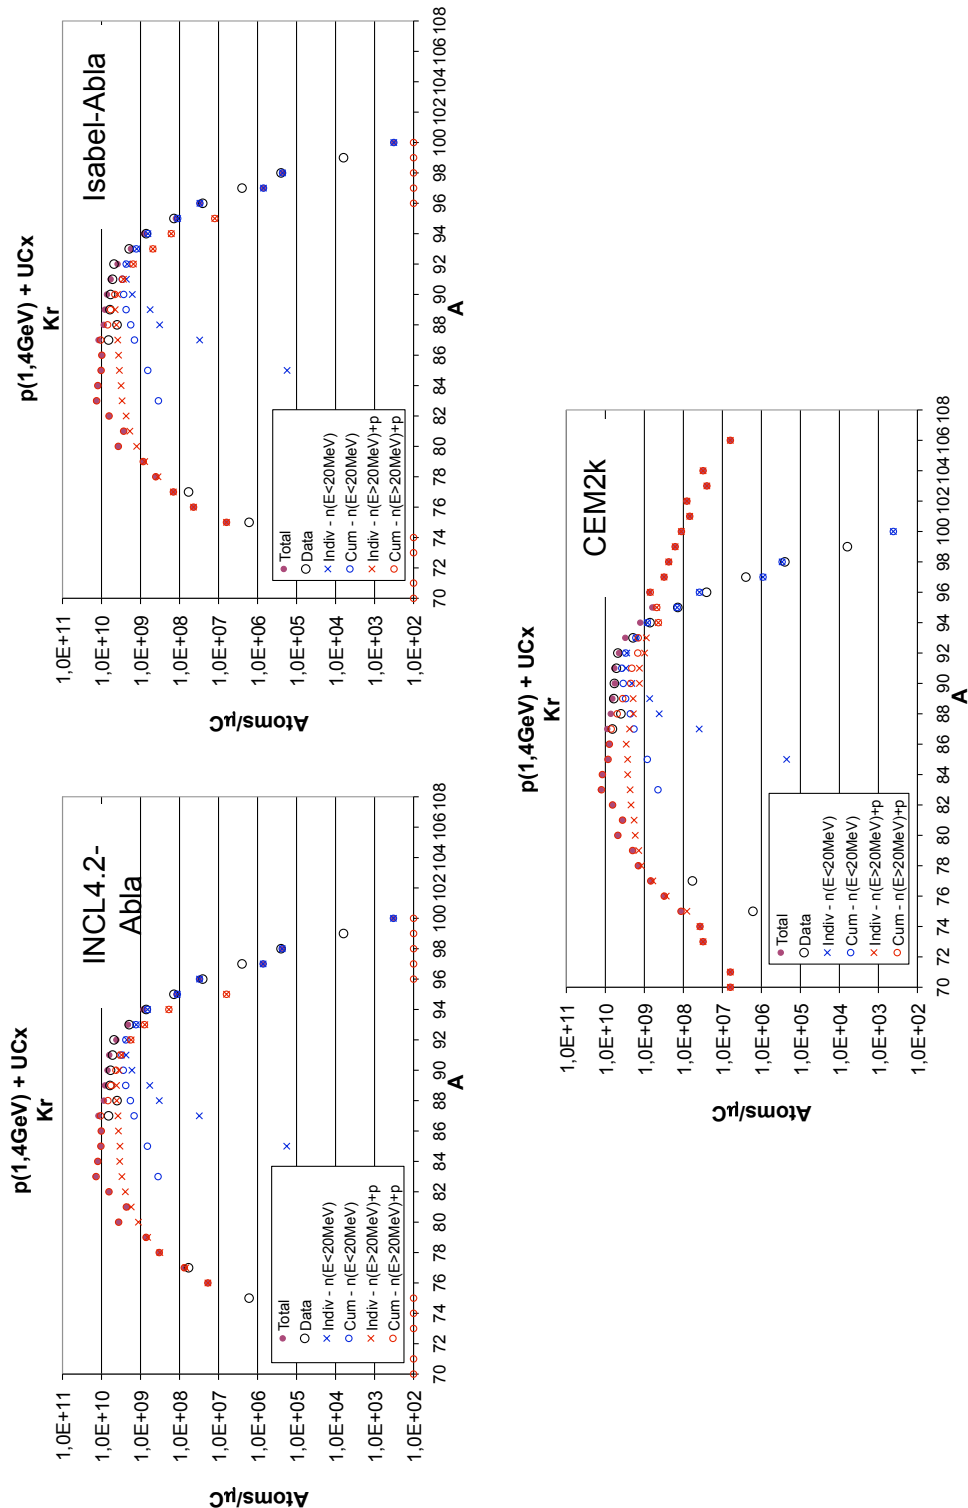 p(1,4GeV) + UCx
Kr
INCL4.2-
Abla
Atoms/μC
1,0E+11
1,0E+10
1,0E+09
1,0E+08
1,0E+07
1,0E+06
1,0E+05
1,0E+04
1,0E+03
1,0E+02
Total
Data
Indiv - n(E<20MeV)
Cum - n(E<20MeV)
Indiv - n(E>20MeV)+p
Cum - n(E>20MeV)+p
70 72 74 76 78 80 82 84 86 88 90 92 94 96 98 100 102 104 106 108
A
p(1,4GeV) + UCx
Kr
Isabel-Abla
Atoms/μC
1,0E+11
1,0E+10
1,0E+09
1,0E+08
1,0E+07
1,0E+06
1,0E+05
1,0E+04
1,0E+03
1,0E+02
Total
Data
Indiv - n(E<20MeV)
Cum - n(E<20MeV)
Indiv - n(E>20MeV)+p
Cum - n(E>20MeV)+p
70 72 74 76 78 80 82 84 86 88 90 92 94 96 98 100 102 104 106 108
A
p(1,4GeV) + UCx
Kr
CEM2k
Atoms/μC
1,0E+11
1,0E+10
1,0E+09
1,0E+08
1,0E+07
1,0E+06
1,0E+05
1,0E+04
1,0E+03
1,0E+02
Total
Data
Indiv - n(E<20MeV)
Cum - n(E<20MeV)
Indiv - n(E>20MeV)+p
Cum - n(E>20MeV)+p
70 72 74 76 78 80 82 84 86 88 90 92 94 96 98 100 102 104 106 108
A